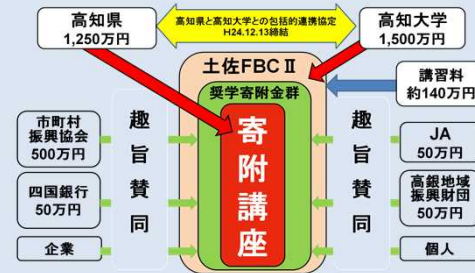 高知県
1,250万円
高知県と高知大学との包括的連携協定
H24.12.13締結
高知大学
1,500万円
土佐FBCⅡ
奨学寄附金群
寄附講座
講習料
約140万円
市町村
振興協会
500万円
四国銀行
50万円
企業
趣旨賛同
趣旨賛同
JA
50万円
高銀地域
振興財団
50万円
個人